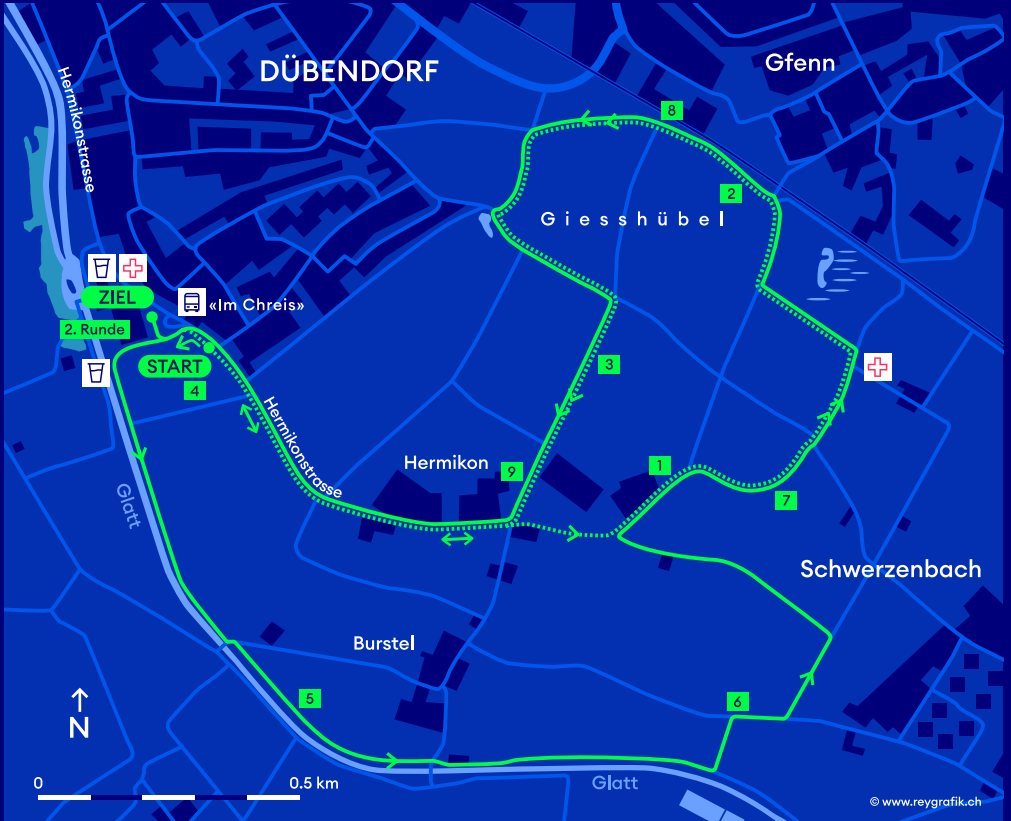 DÜBENDORF
Gfenn
Hermikonstrasse
8
2
Giesshübel
ZIEL
«Im Chreis»
2. Runde
START
4
3
Hermikonstrasse
Hermikon
9
1
7
Glatt
Schwerzenbach
Burstel
5
6
N
0
0.5 km
Glatt
© www.reygrafik.ch